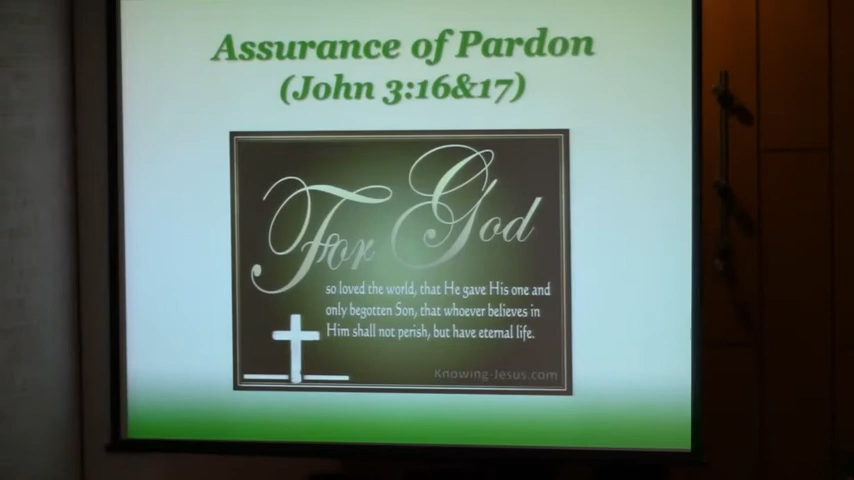 Assurance of Pardon
(John 3:16&17)
For God
so loved the world, that He gave His one and
only begotten Son, that whoever believes in
Him shall not perish, but have eternal life.
Knowing-Jesus.com